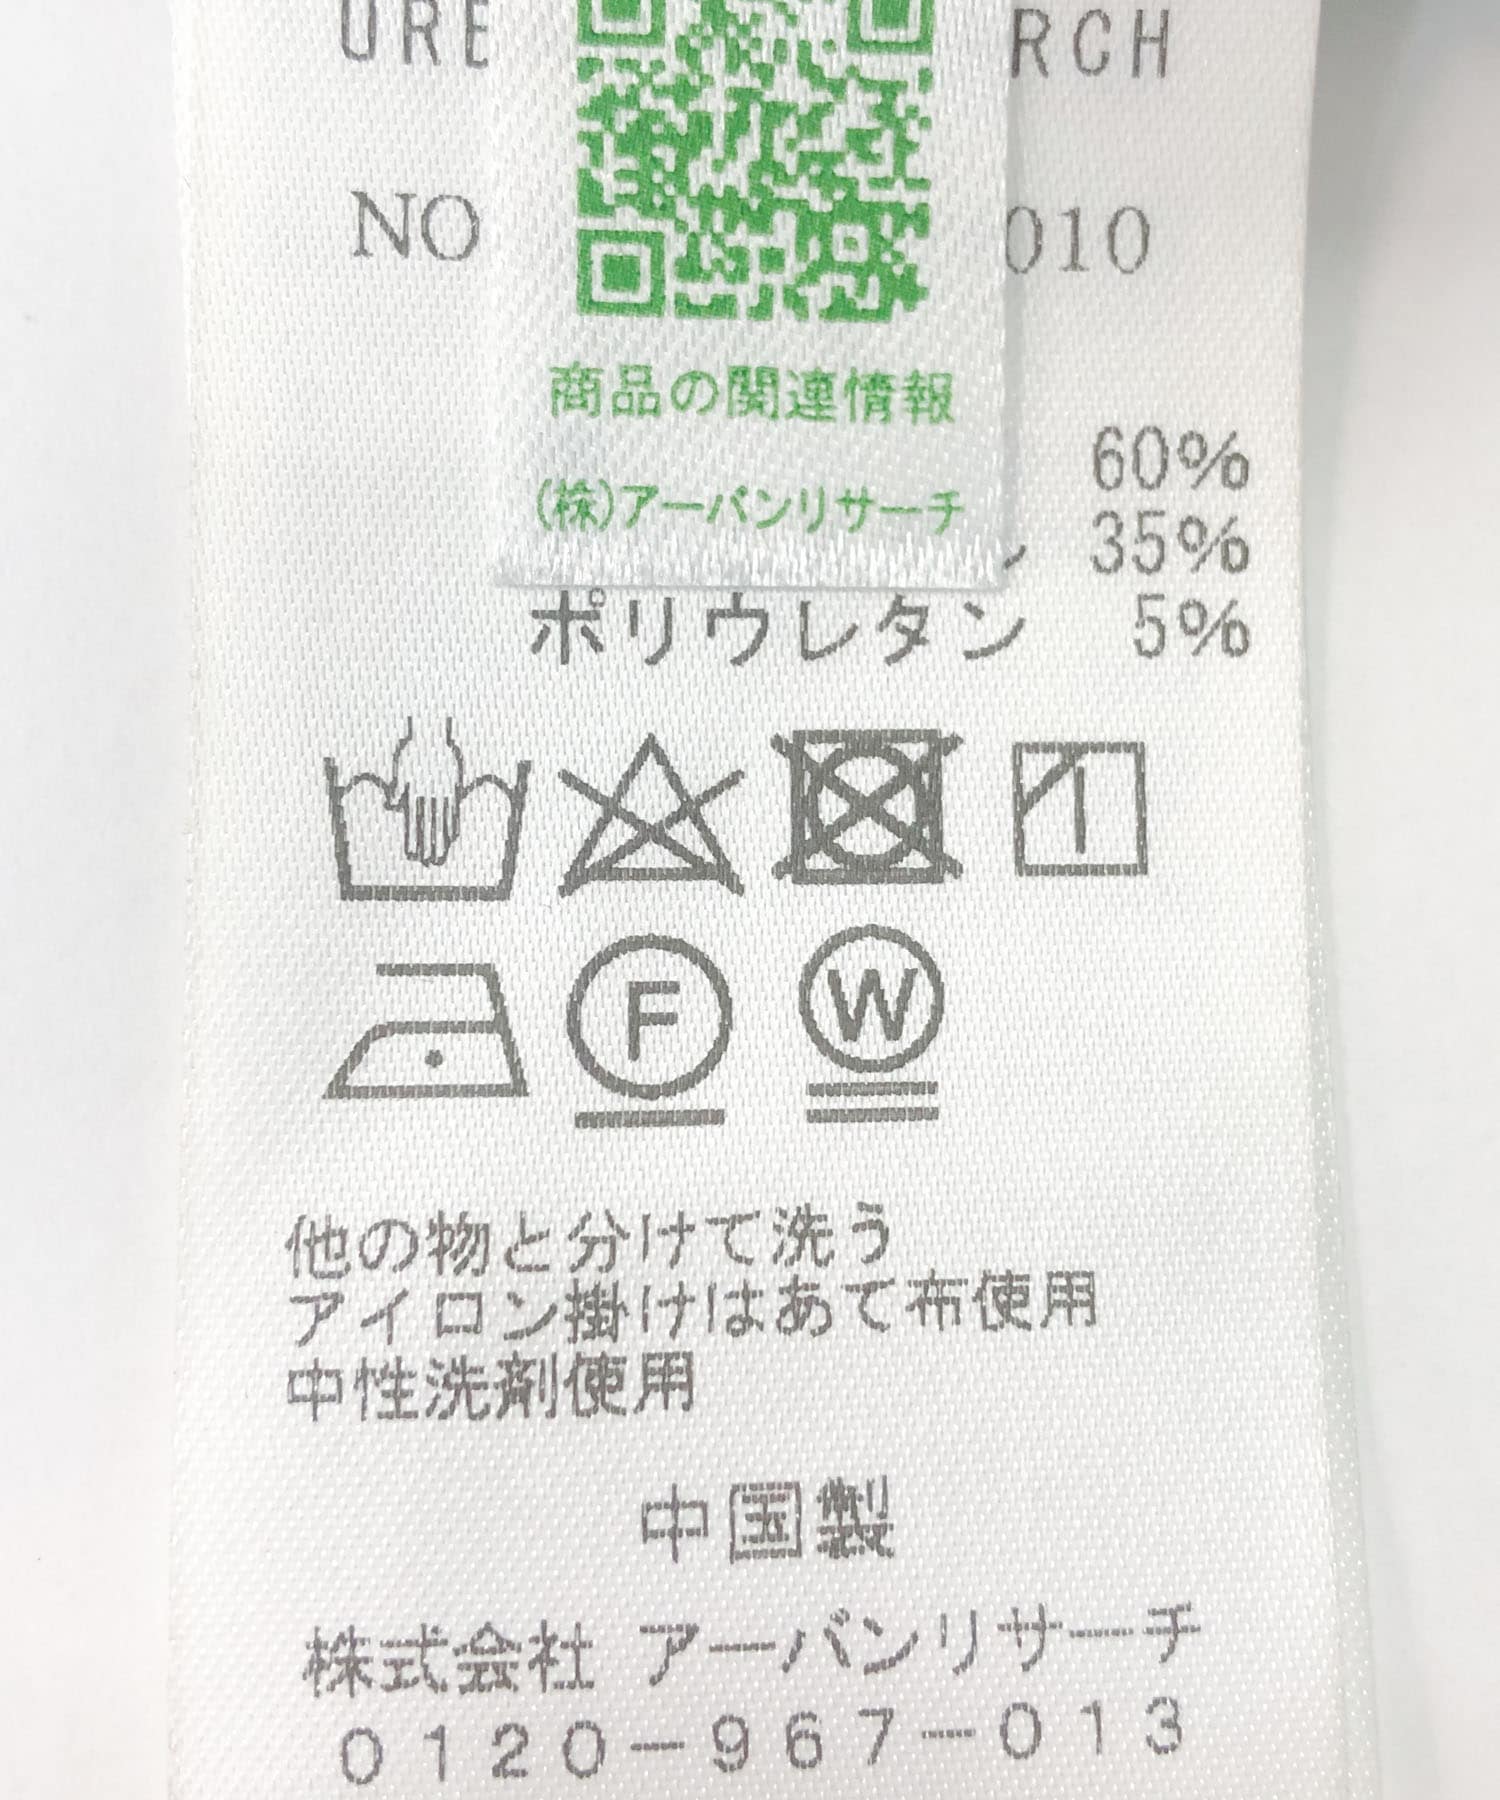 NO 010
商品の関連情報
60%
(株)アーバンリサーチ
35%
ポリウレタン 5%
F W
他の物と分けて洗う
アイロン掛けはあて布使用
中性洗剤使用
中国製
株式会社 アーバンリサーチ
0120-967-013